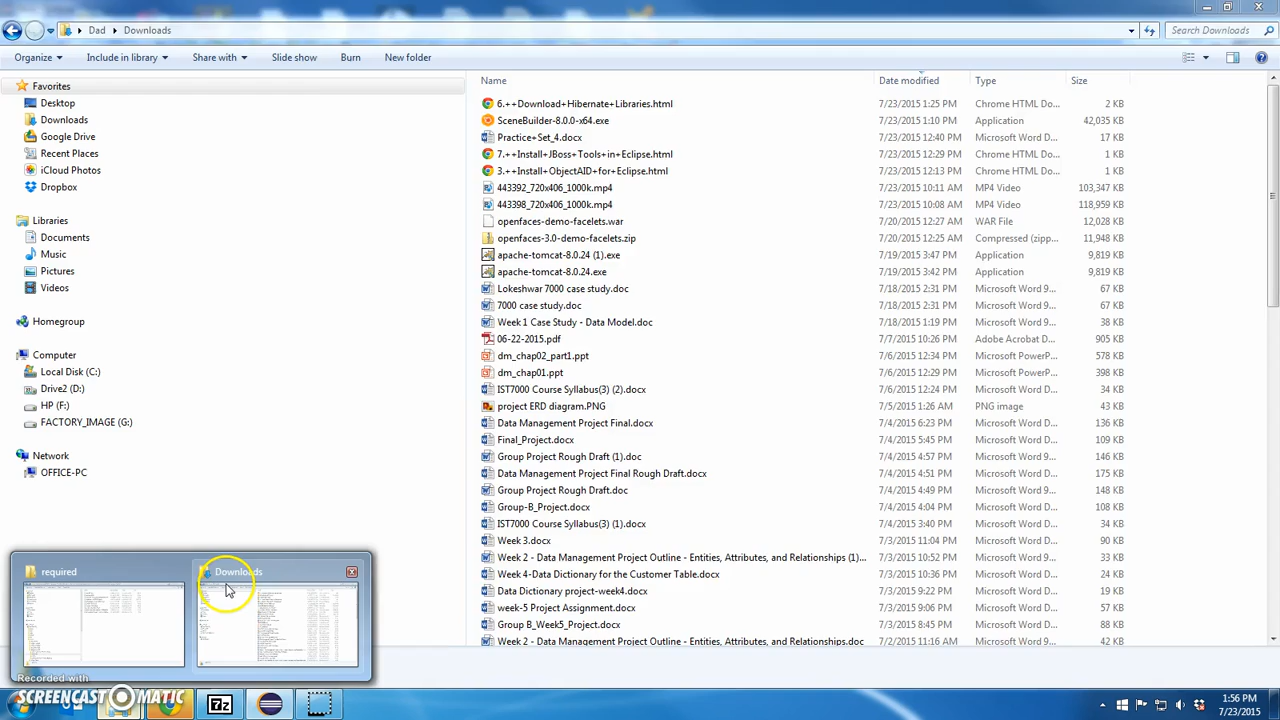 Dad Downloads
Search Downloads
Organize Include in library Share with Slide show Burn New folder
Favorites
Desktop
Downloads
Google Drive
Recent Places
iCloud Photos
Dropbox
Libraries
Documents
Music
Pictures
Videos
Homegroup
Computer
Local Disk (C:)
Drive2 (D:)
HP (F:)
FACTORY_IMAGE (G:)
Network
OFFICE-PC
Name Date modified Type Size
6.++Download+Hibernate+Libraries.html 7/23/2015 1:25 PM Chrome HTML Do... 2 KB
SceneBuilder-8.0.0-x64.exe 7/23/2015 1:10 PM Application 42,035 KB
Practice+Set_4.docx 7/23/2015 12:40 PM Microsoft Word D... 17 KB
7.++Install+JBoss+Tools+in+Eclipse.html 7/23/2015 12:29 PM Chrome HTML Do... 1 KB
3.++Install+ObjectAID+for+Eclipse.html 7/23/2015 12:13 PM Chrome HTML Do... 1 KB
443392_720x406_1000k.mp4 7/23/2015 10:11 AM MP4 Video 103,347 KB
443398_720x406_1000k.mp4 7/23/2015 10:08 AM MP4 Video 118,959 KB
openfaces-demo-facelets.war 7/20/2015 12:27 AM WAR File 12,028 KB
openfaces-3.0-demo-facelets.zip 7/20/2015 12:25 AM Compressed (zipp... 11,948 KB
apache-tomcat-8.0.24 (1).exe 7/19/2015 3:47 PM Application 9,819 KB
apache-tomcat-8.0.24.exe 7/19/2015 3:42 PM Application 9,819 KB
Lokeshwar 7000 case study.doc 7/18/2015 2:31 PM Microsoft Word 9... 67 KB
7000 case study.doc 7/18/2015 2:31 PM Microsoft Word 9... 67 KB
Week 1 Case Study - Data Model.doc 7/18/2015 1:19 PM Microsoft Word 9... 38 KB
06-22-2015.pdf 7/7/2015 10:26 PM Adobe Acrobat D... 905 KB
dm_chap02_part1.ppt 7/6/2015 12:34 PM Microsoft PowerP... 578 KB
dm_chap01.ppt 7/6/2015 12:29 PM Microsoft PowerP... 398 KB
IST7000 Course Syllabus(3) (2).docx 7/6/2015 12:24 PM Microsoft Word D... 34 KB
project ERD diagram.PNG 7/5/2015 1:26 AM PNG image 43 KB
Data Management Project Final.docx 7/4/2015 6:23 PM Microsoft Word D... 136 KB
Final_Project.docx 7/4/2015 5:45 PM Microsoft Word D... 109 KB
Group Project Rough Draft (1).doc 7/4/2015 4:57 PM Microsoft Word 9... 146 KB
Data Management Project Final Rough Draft.docx 7/4/2015 4:51 PM Microsoft Word D... 175 KB
Group Project Rough Draft.doc 7/4/2015 4:49 PM Microsoft Word 9... 148 KB
Group-B_Project.docx 7/4/2015 4:04 PM Microsoft Word D... 108 KB
IST7000 Course Syllabus(3) (1).docx 7/4/2015 3:40 PM Microsoft Word D... 34 KB
Week 3.docx 7/3/2015 11:04 PM Microsoft Word D... 90 KB
Week 2 - Data Management Project Outline - Entities, Attributes, and Relationships (1)... 7/3/2015 10:52 PM Microsoft Word D... 63 KB
Week 4-Data Dictionary for the Customer Table.docx 7/3/2015 10:36 PM Microsoft Word D... 24 KB
Data Dictionary project-week4.docx 7/3/2015 9:22 PM Microsoft Word D... 23 KB
week-5 Project Assignment.docx 7/3/2015 9:06 PM Microsoft Word D... 57 KB
Group B_Week5_Project.docx 7/3/2015 8:45 PM Microsoft Word D... 88 KB
Week 2 - Data Management Project Outline - Entities, Attributes, and Relationships.docx 7/2/2015 11:16 AM Microsoft Word D... 42 KB
required Downloads
Recorded with
SCREENCAST O MATIC
7z
1:56 PM
7/23/2015